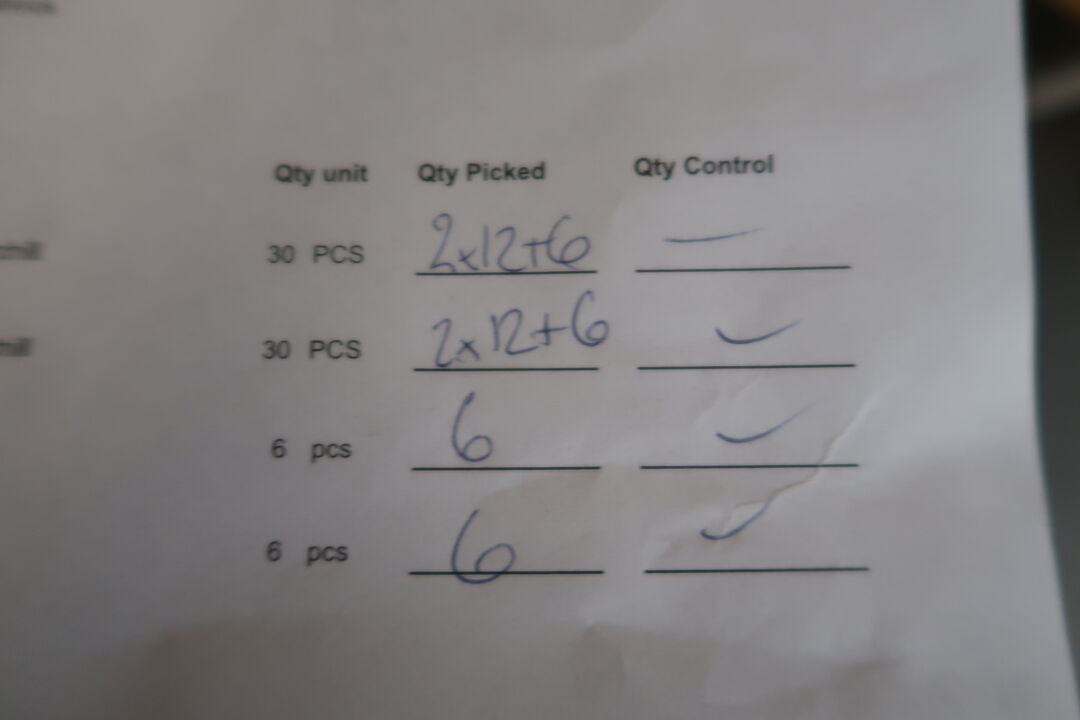 Qty unit Qty Picked Qty Control
30 PCS 2x12+6 —
30 PCS 2x12+6 ✓
6 pcs 6 ✓
6 pcs 6 ✓